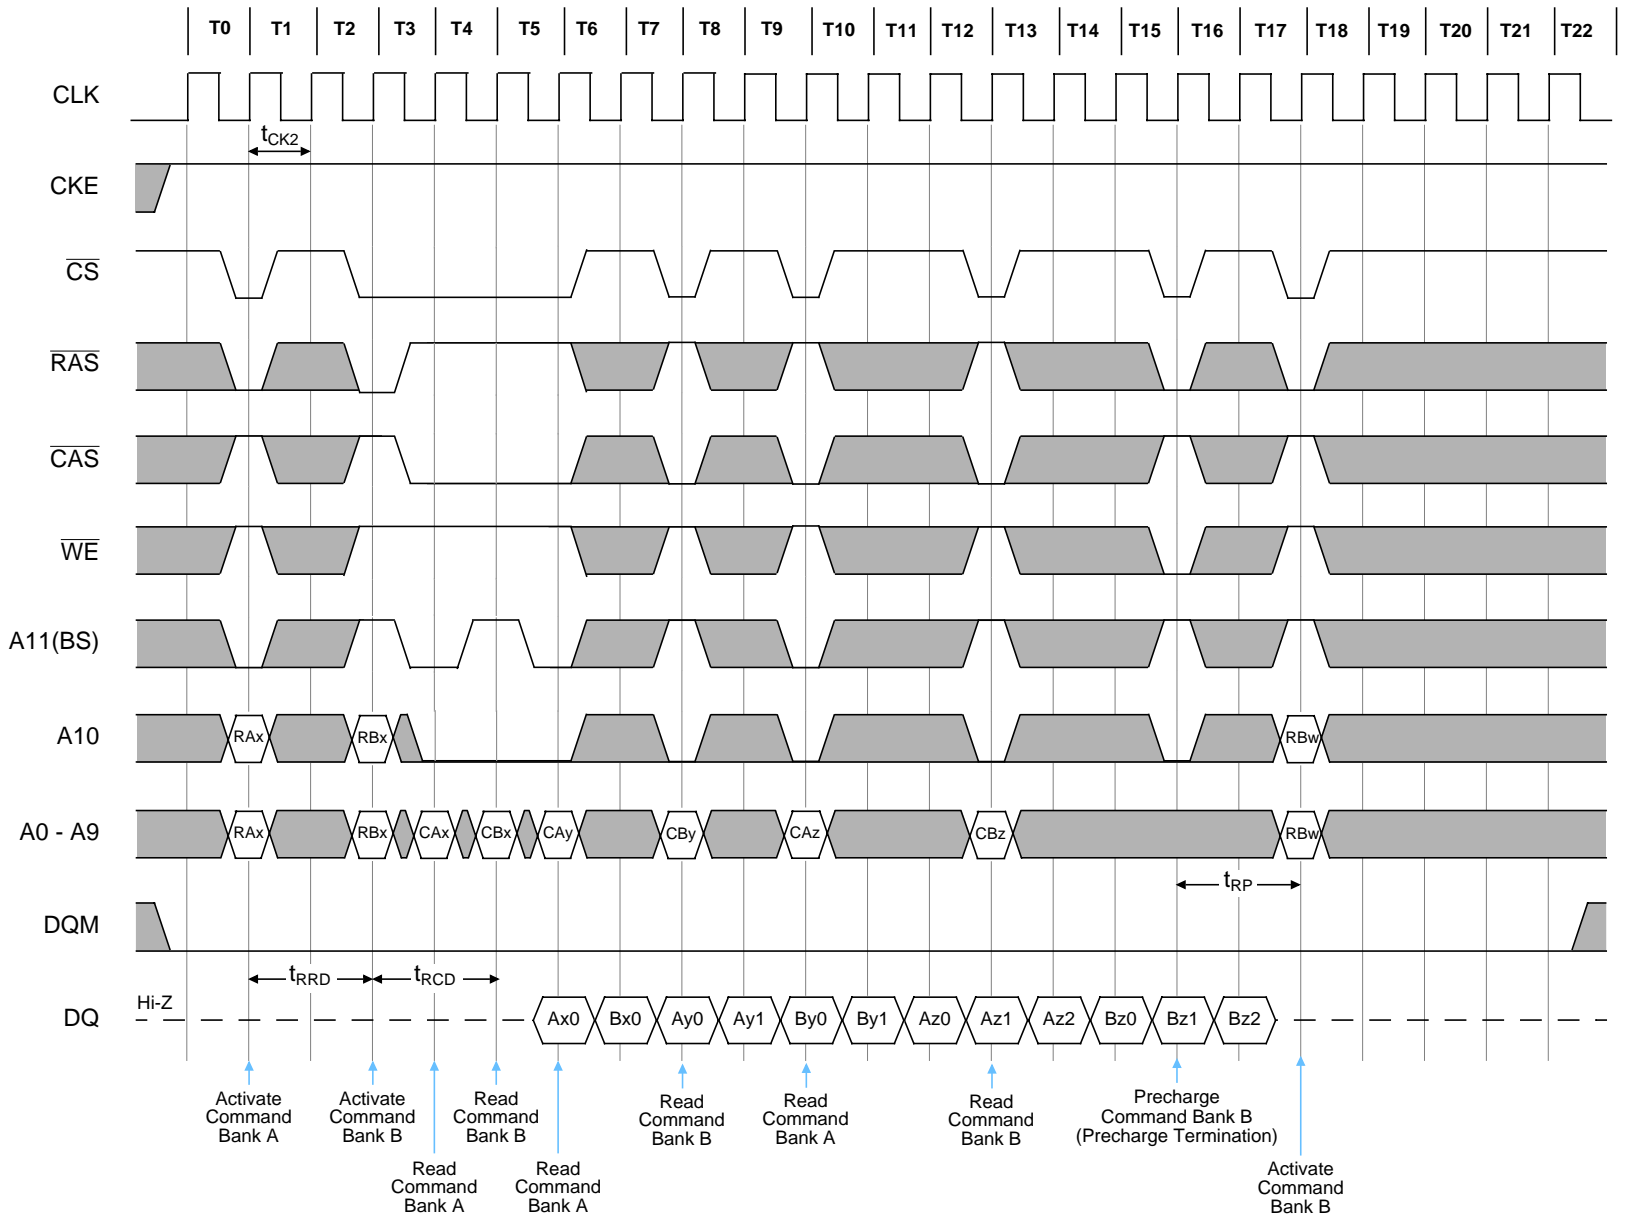 T0 T1 T2 T3 T4 T5 T6 T7 T8 T9 T10 T11 T12 T13 T14 T15 T16 T17 T18 T19 T20 T21 T22
CLK
tCK2
CKE
CS
RAS
CAS
WE
A11(BS)
A10 RAx RBx RBw
A0 - A9 RAx RBx CAx CBx CAy CBy CAz CBz RBw
tRP
DQM
tRRD tRCD
Hi-Z
DQ Ax0 Bx0 Ay0 Ay1 By0 By1 Az0 Az1 Az2 Bz0 Bz1 Bz2
Activate
Command
Bank A
Activate
Command
Bank B
Read
Command
Bank A
Read
Command
Bank B
Read
Command
Bank A
Read
Command
Bank B
Read
Command
Bank A
Read
Command
Bank B
Precharge
Command Bank B
(Precharge Termination)
Activate
Command
Bank B